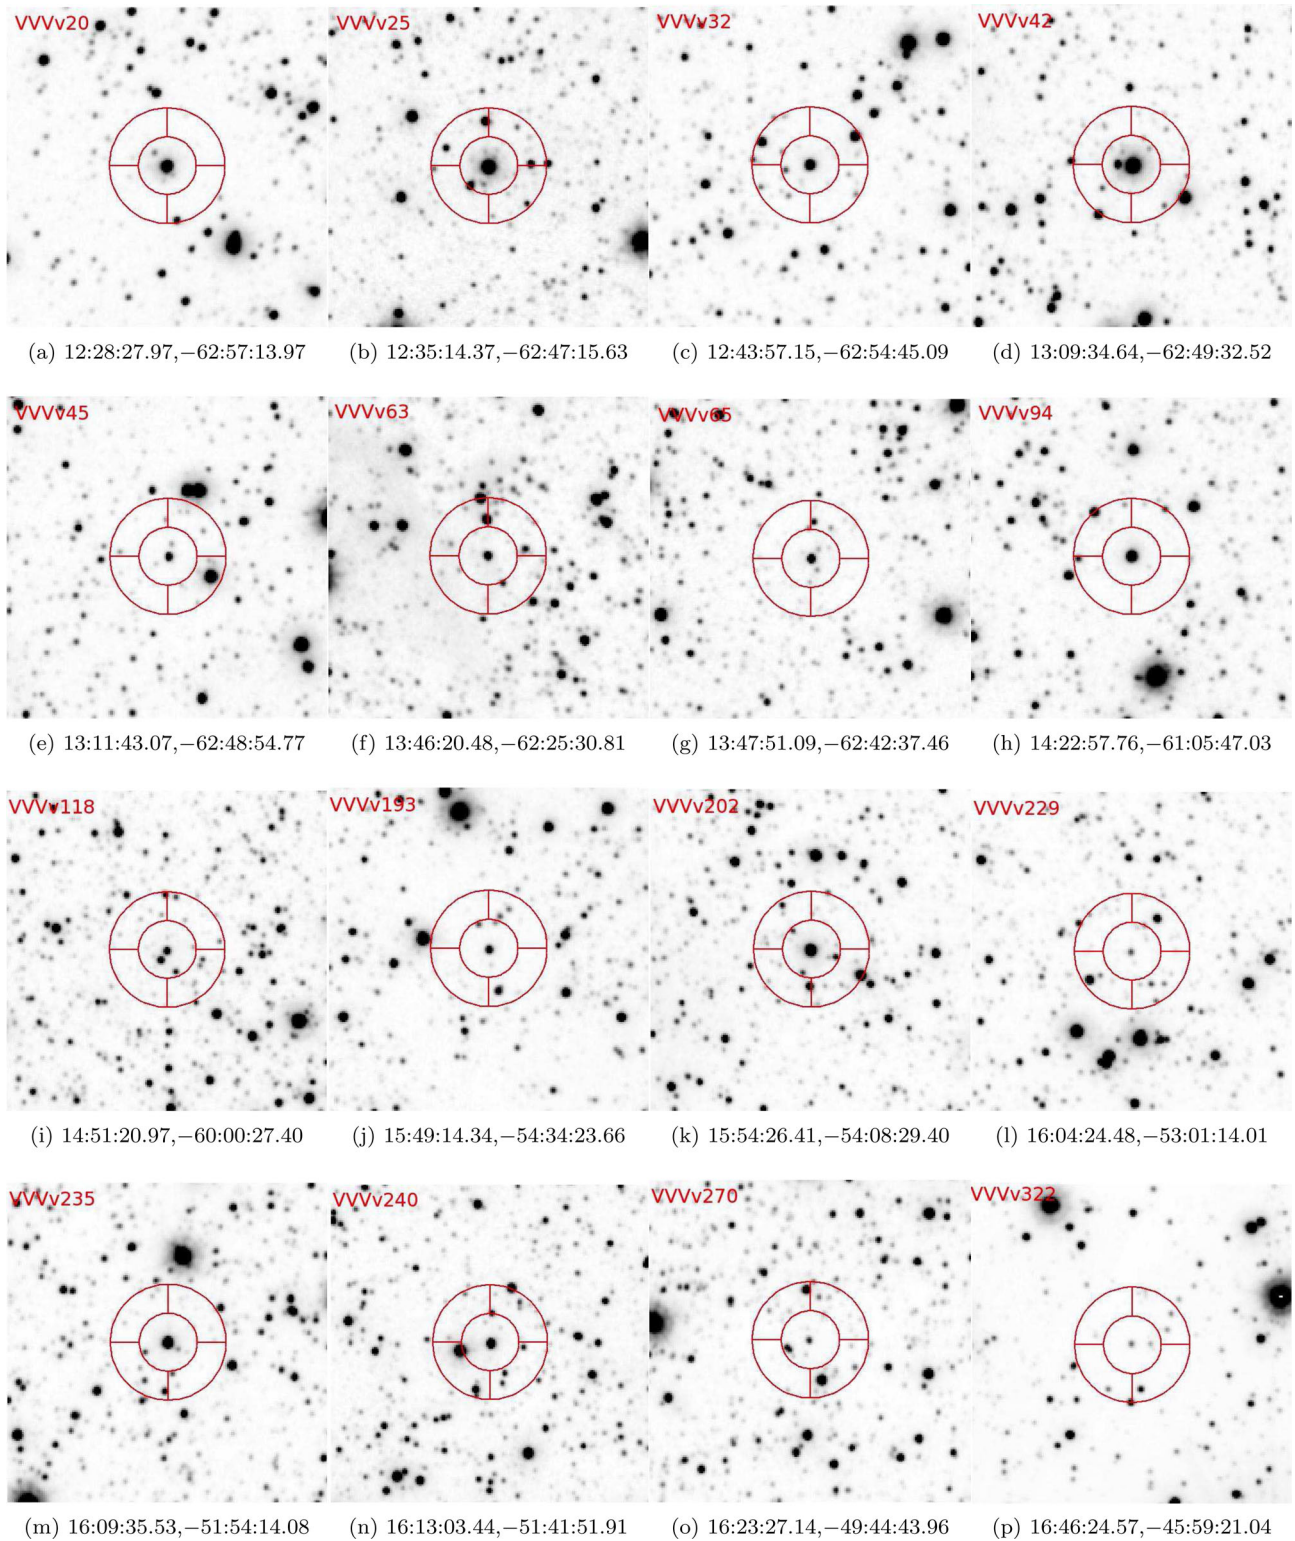 VVVv20 VVVv25 VVVv32 VVVv42
(a) 12:28:27.97,−62:57:13.97 (b) 12:35:14.37,−62:47:15.63 (c) 12:43:57.15,−62:54:45.09 (d) 13:09:34.64,−62:49:32.52
VVVv45 VVVv63 VVVv65 VVVv94
(e) 13:11:43.07,−62:48:54.77 (f) 13:46:20.48,−62:25:30.81 (g) 13:47:51.09,−62:42:37.46 (h) 14:22:57.76,−61:05:47.03
VVVv118 VVVv193 VVVv202 VVVv229
(i) 14:51:20.97,−60:00:27.40 (j) 15:49:14.34,−54:34:23.66 (k) 15:54:26.41,−54:08:29.40 (l) 16:04:24.48,−53:01:14.01
VVVv235 VVVv240 VVVv270 VVVv322
(m) 16:09:35.53,−51:54:14.08 (n) 16:13:03.44,−51:41:51.91 (o) 16:23:27.14,−49:44:43.96 (p) 16:46:24.57,−45:59:21.04